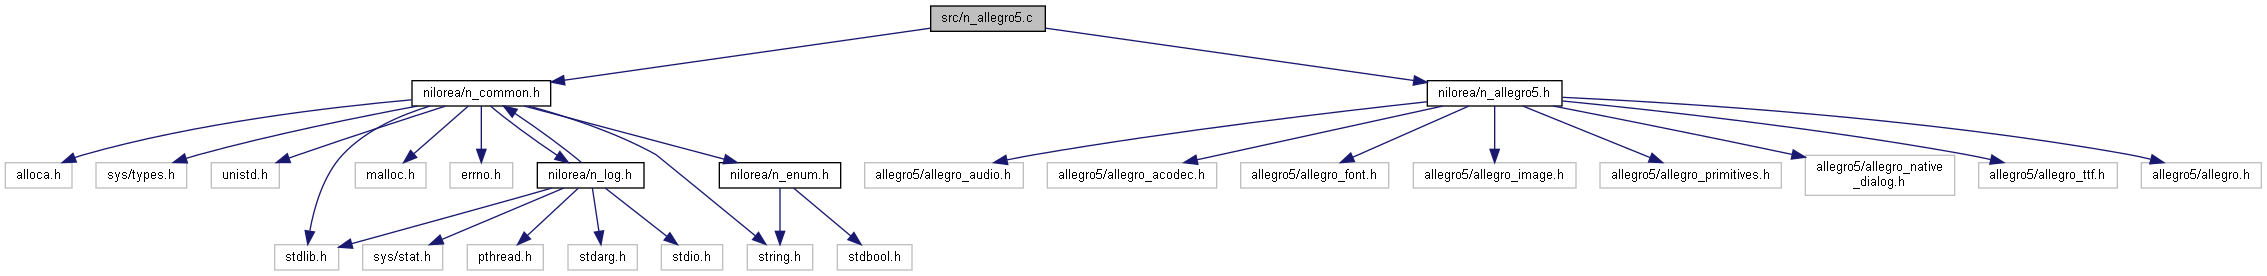 src/n_allegro5.c
nilorea/n_common.h
nilorea/n_allegro5.h
alloca.h
sys/types.h
unistd.h
malloc.h
errno.h
nilorea/n_log.h
nilorea/n_enum.h
allegro5/allegro_audio.h
allegro5/allegro_acodec.h
allegro5/allegro_font.h
allegro5/allegro_image.h
allegro5/allegro_primitives.h
allegro5/allegro_native
_dialog.h
allegro5/allegro_ttf.h
allegro5/allegro.h
stdlib.h
sys/stat.h
pthread.h
stdarg.h
stdio.h
string.h
stdbool.h